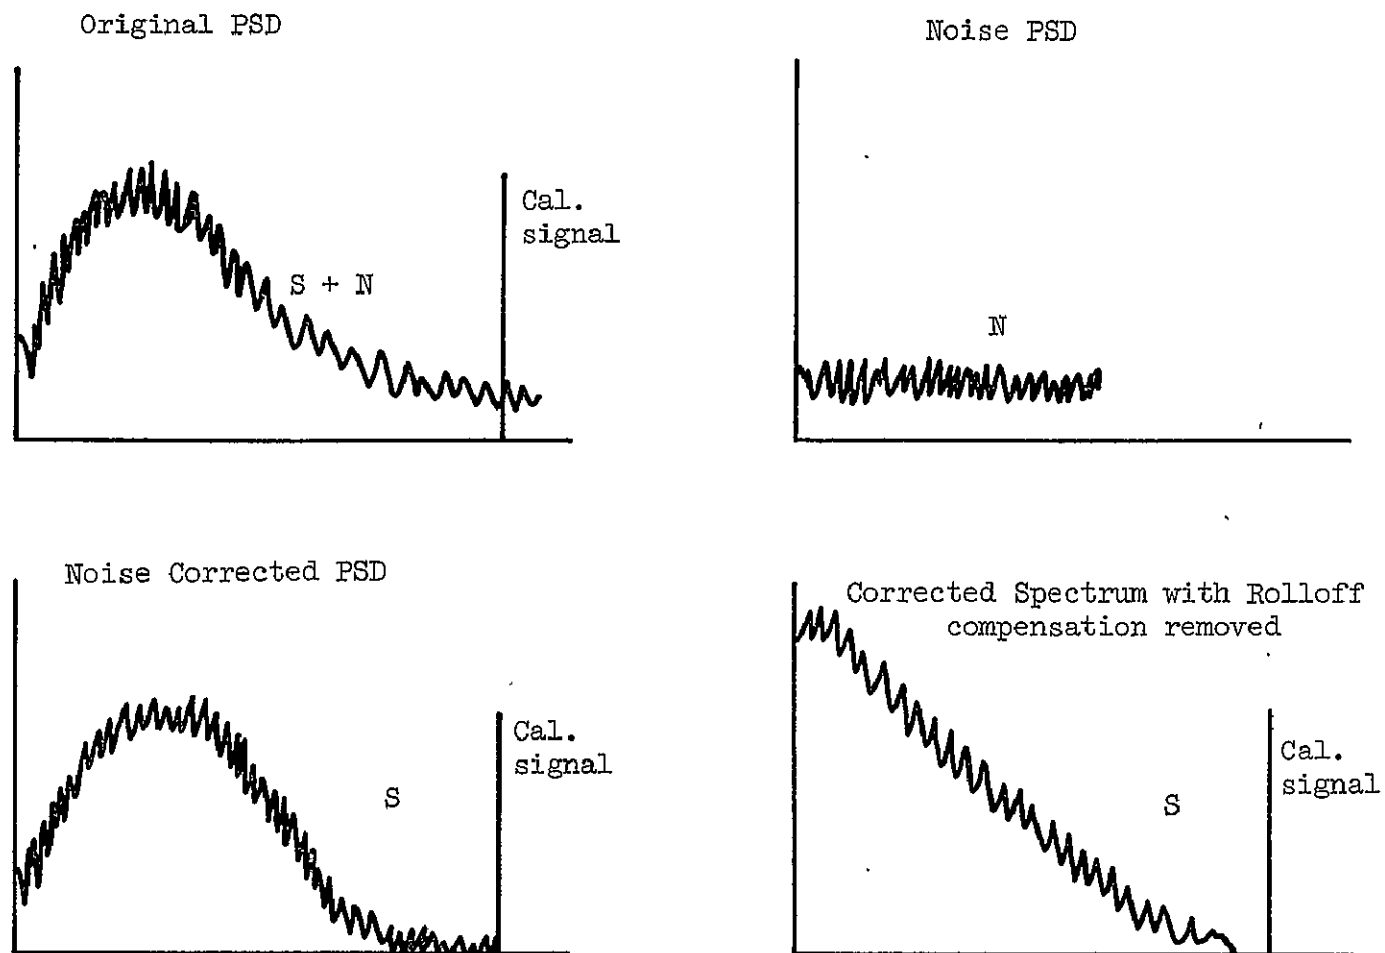 Original PSD
Cal.
signal
S + N
Noise PSD
N
Noise Corrected PSD
Cal.
signal
S
Corrected Spectrum with Rolloff
compensation removed
Cal.
signal
S